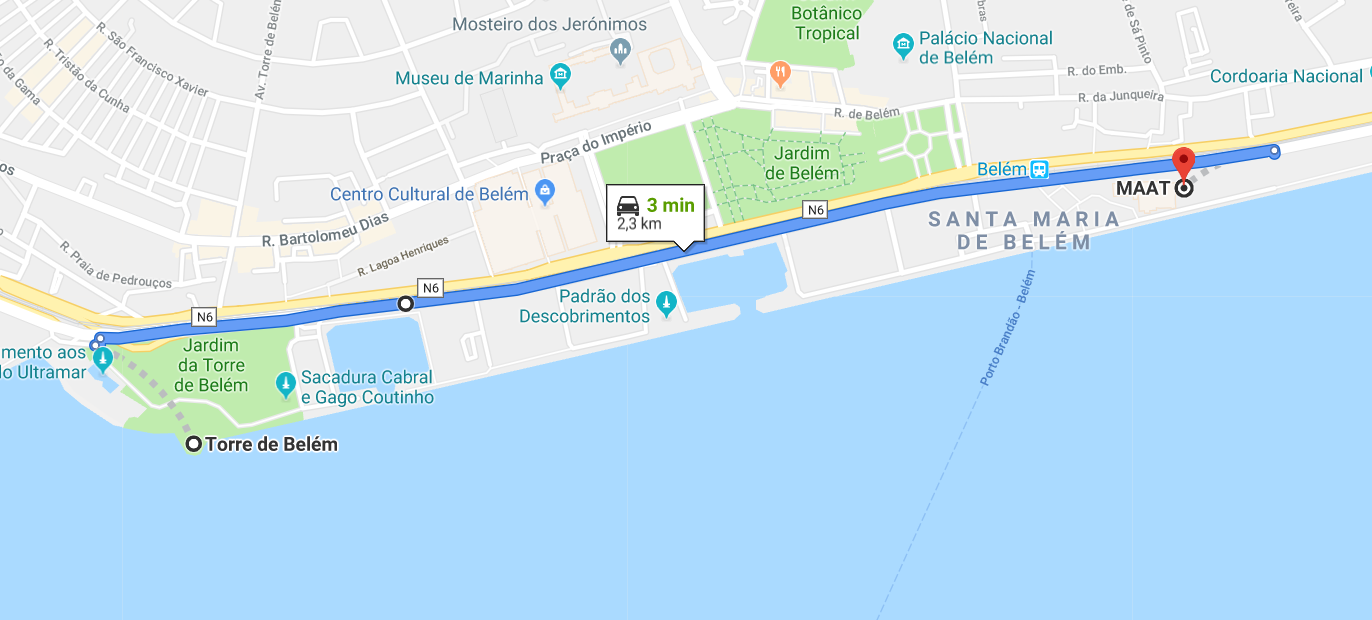 Mosteiro dos Jerónimos
Botânico
Tropical
Palácio Nacional
de Belém
Museu de Marinha
Cordoaria Nacional
R. São Francisco Xavier
R. Tristão da Cunha
da Gama
Av. Torre de Belém
de Sá Pinto
R. do Emb.
R. da Junqueira
R. de Belém
Praça do Império
Jardim
de Belém
Belém
MAAT
Centro Cultural de Belém
3 min
2,3 km
N6
SANTA MARIA
DE BELÉM
R. Bartolomeu Dias
R. Lagoa Henriques
R. Praia de Pedrouços
N6
N6
Padrão dos
Descobrimentos
Porto Brandão - Belém
mento aos
do Ultramar
Jardim
da Torre
de Belém
Sacadura Cabral
e Gago Coutinho
Torre de Belém